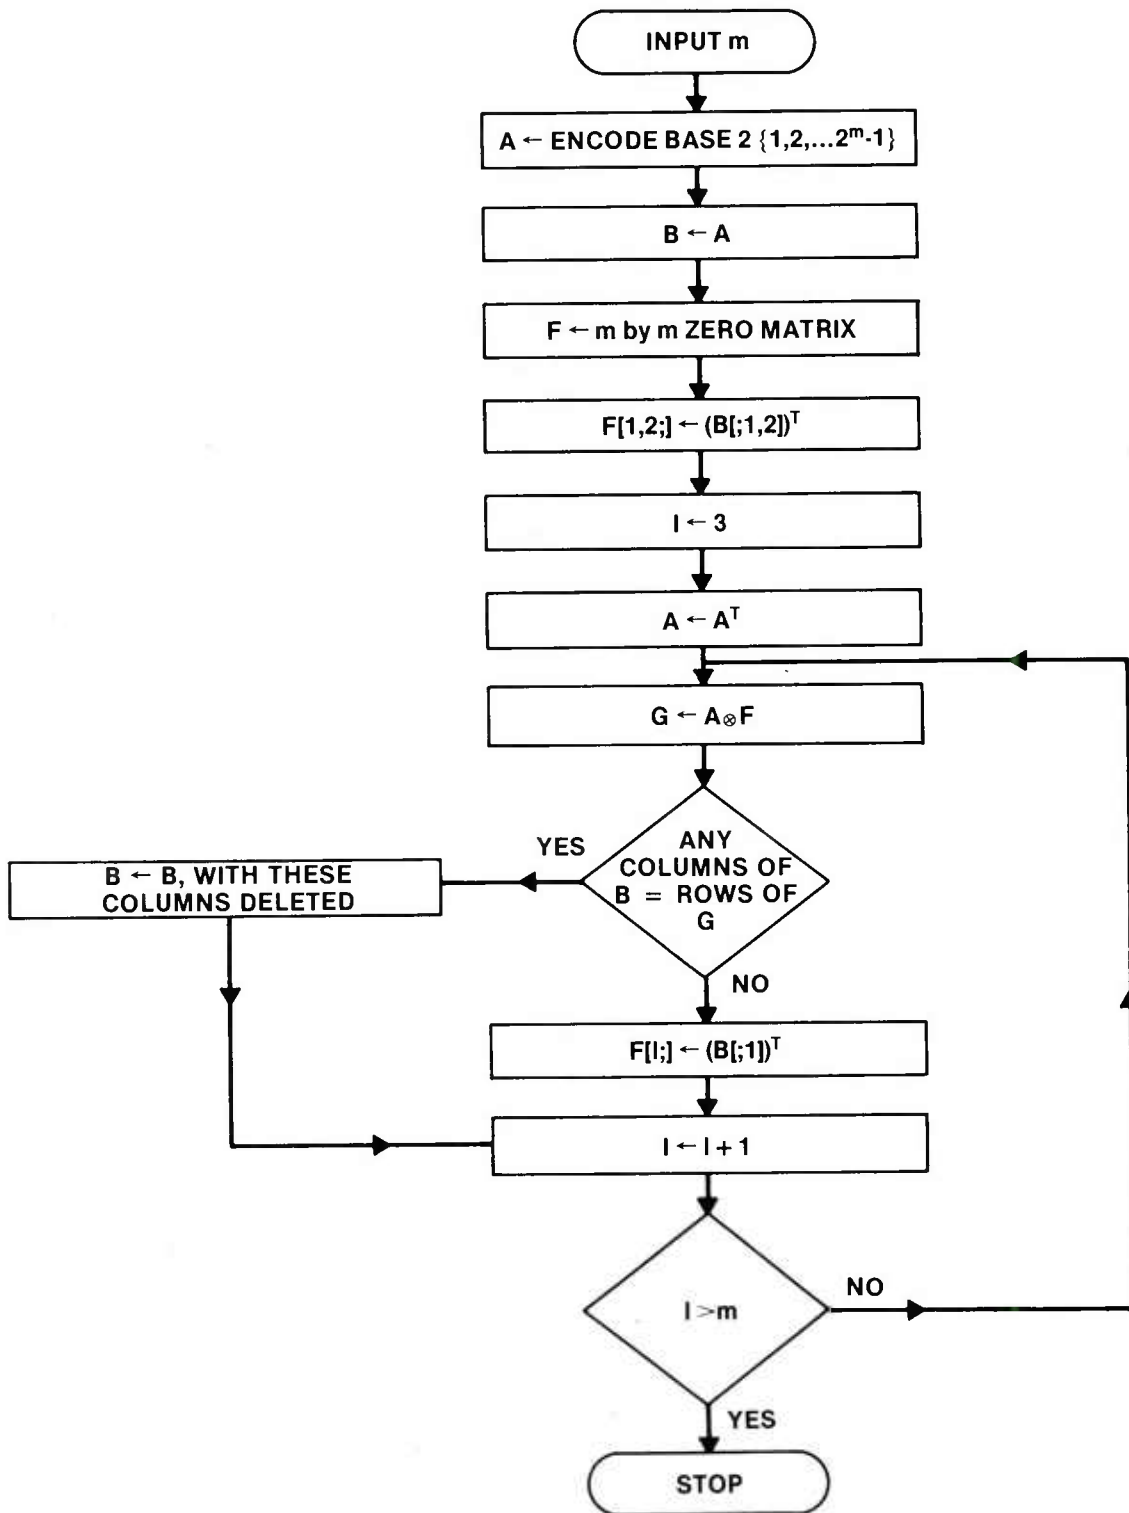 INPUT m
A ← ENCODE BASE 2 {1,2,...2ᵐ-1}
B ← A
F ← m by m ZERO MATRIX
F[1,2;] ← (B[;1,2])ᵀ
I ← 3
A ← Aᵀ
G ← A⊗F
ANY
COLUMNS OF
B = ROWS OF
G
YES
B ← B, WITH THESE
COLUMNS DELETED
NO
F[I;] ← (B[;1])ᵀ
I ← I + 1
I >m
NO
YES
STOP